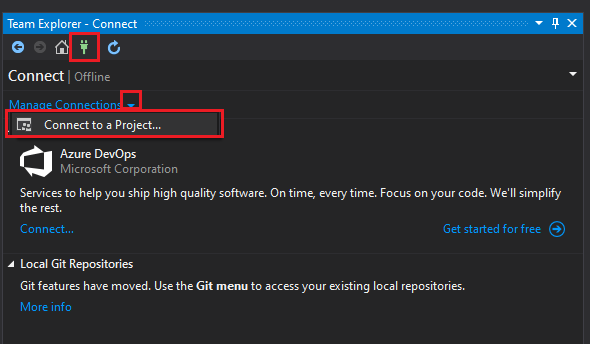 Team Explorer - Connect
Connect | Offline
Manage Connections
Connect to a Project...
Azure DevOps
Microsoft Corporation
Services to help you ship high quality software. On time, every time. Focus on your code. We'll simplify
the rest.
Connect...
Get started for free
Local Git Repositories
Git features have moved. Use the Git menu to access your existing local repositories.
More info